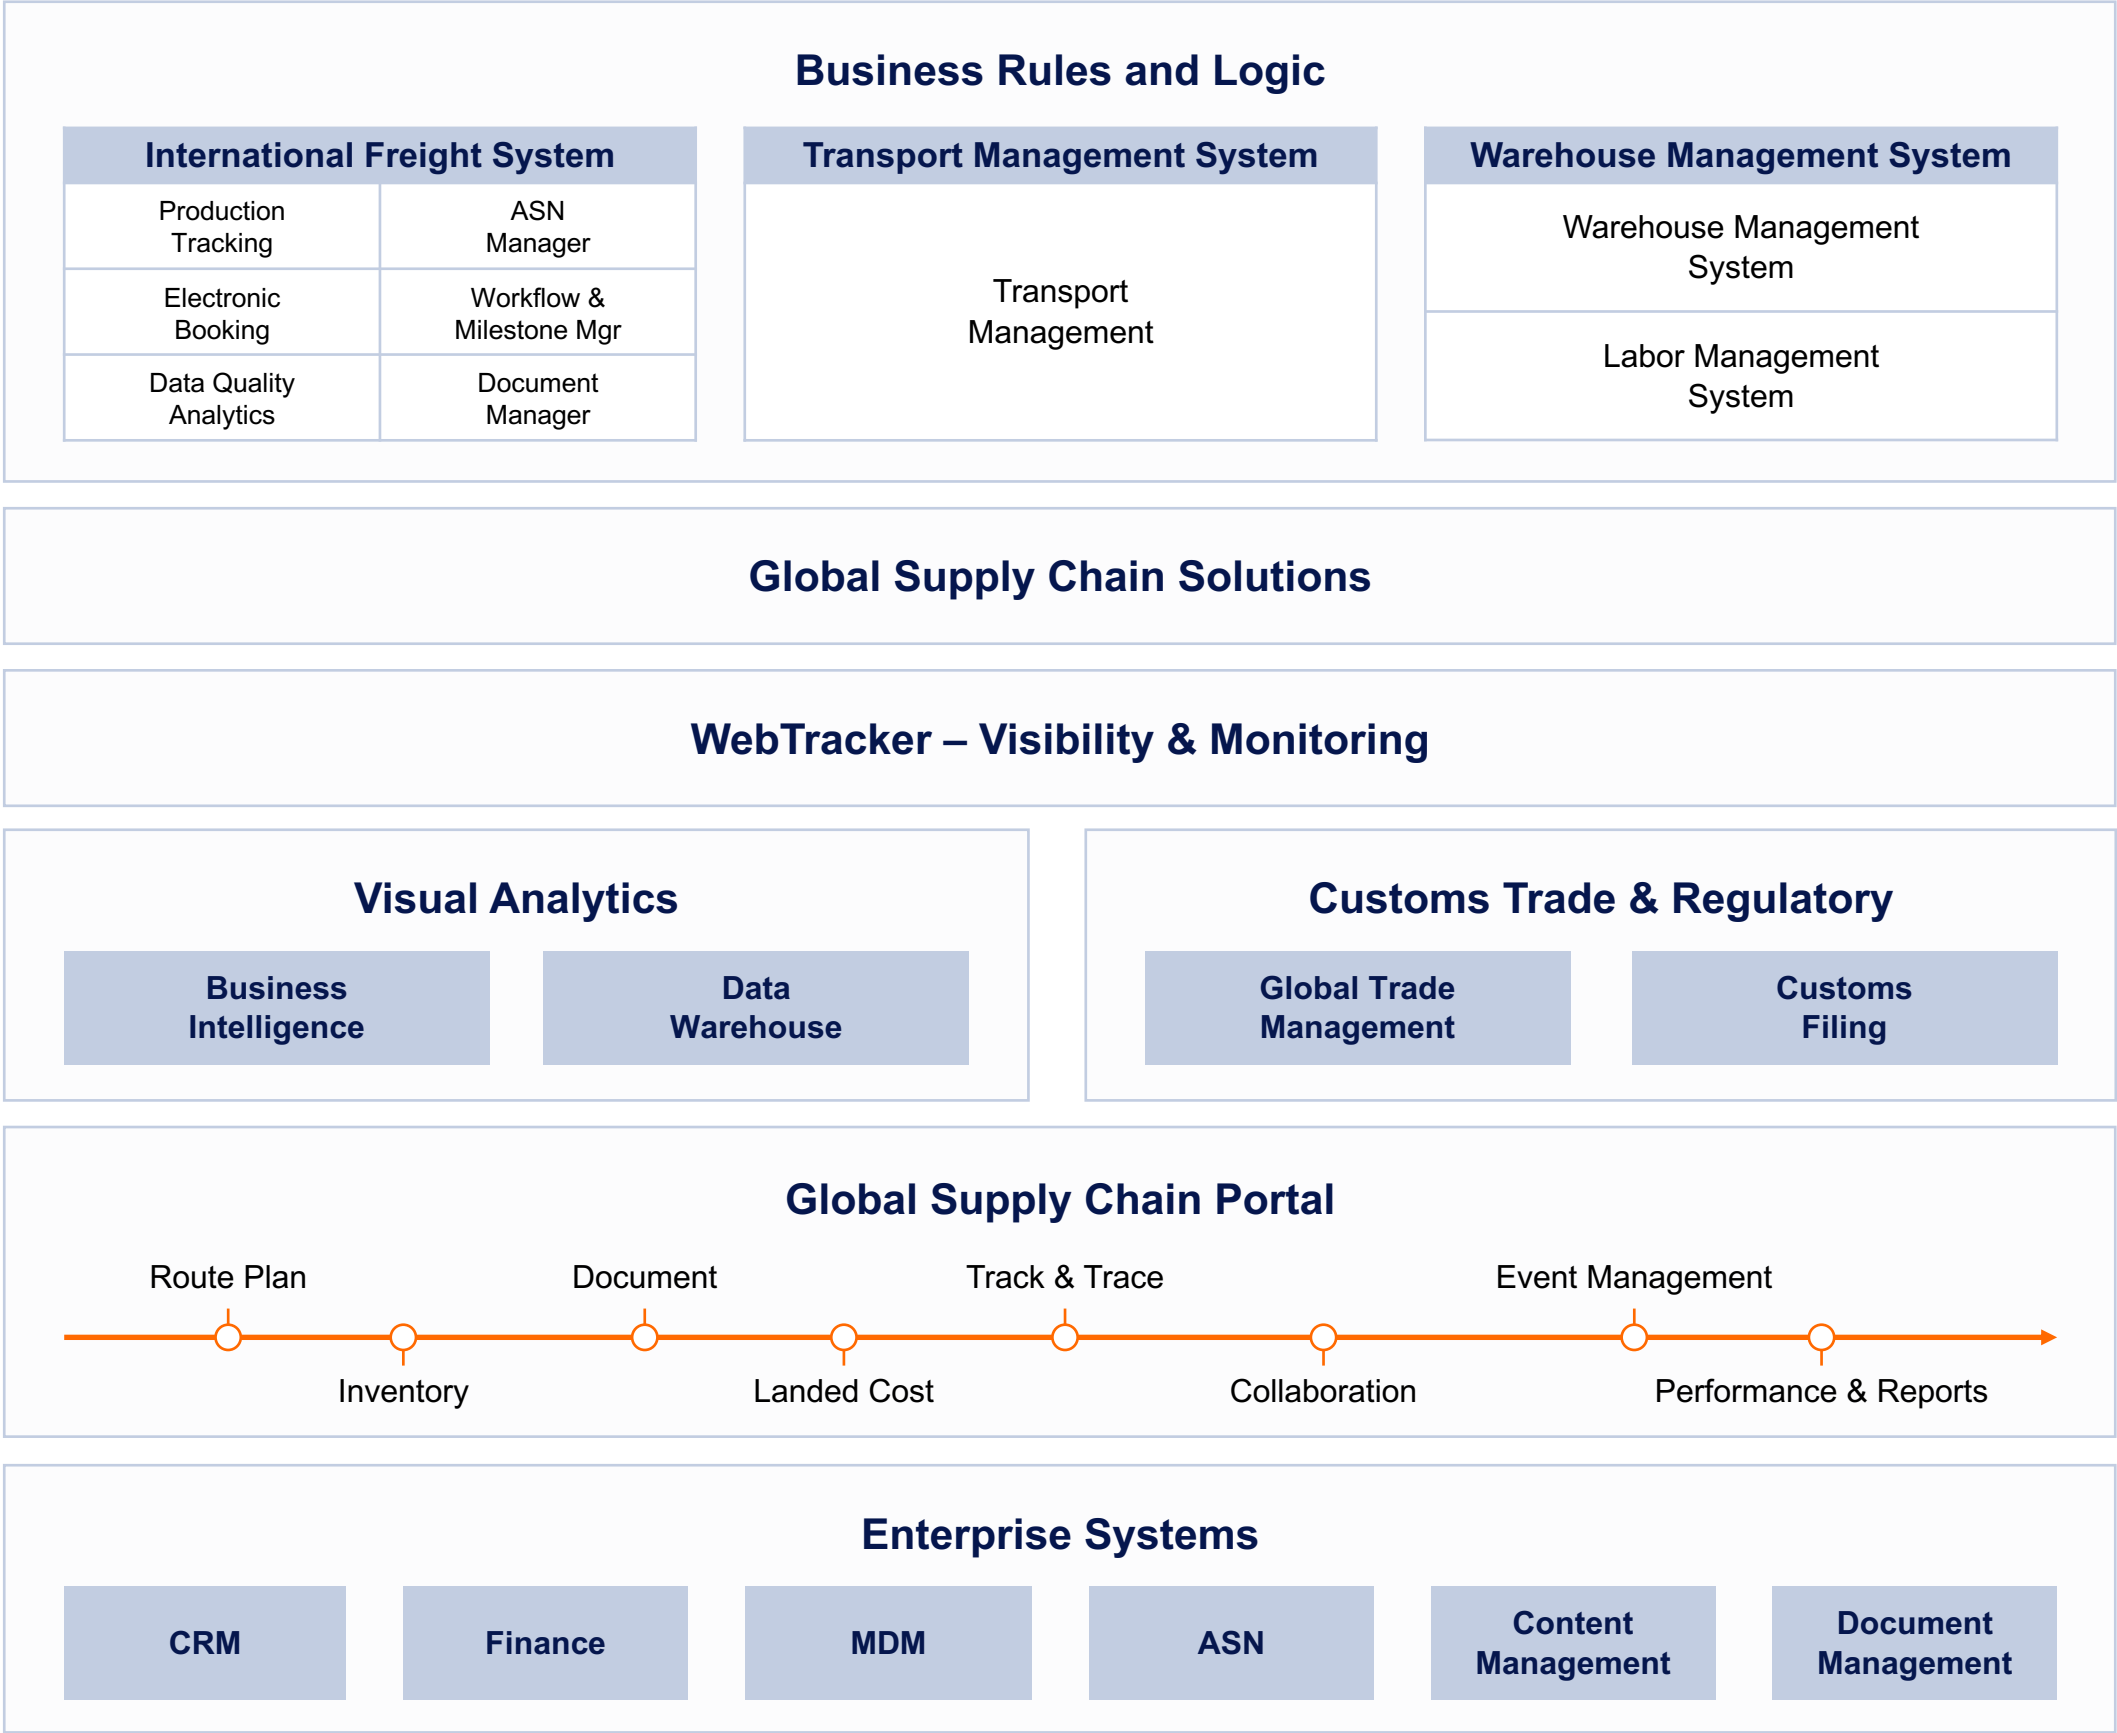 Business Rules and Logic
International Freight System
Production
Tracking
ASN
Manager
Electronic
Booking
Workflow &
Milestone Mgr
Data Quality
Analytics
Document
Manager
Transport Management System
Transport
Management
Warehouse Management System
Warehouse Management
System
Labor Management
System
Global Supply Chain Solutions
WebTracker – Visibility & Monitoring
Visual Analytics
Business
Intelligence
Data
Warehouse
Customs Trade & Regulatory
Global Trade
Management
Customs
Filing
Global Supply Chain Portal
Route Plan
Inventory
Document
Landed Cost
Track & Trace
Collaboration
Event Management
Performance & Reports
Enterprise Systems
CRM
Finance
MDM
ASN
Content
Management
Document
Management